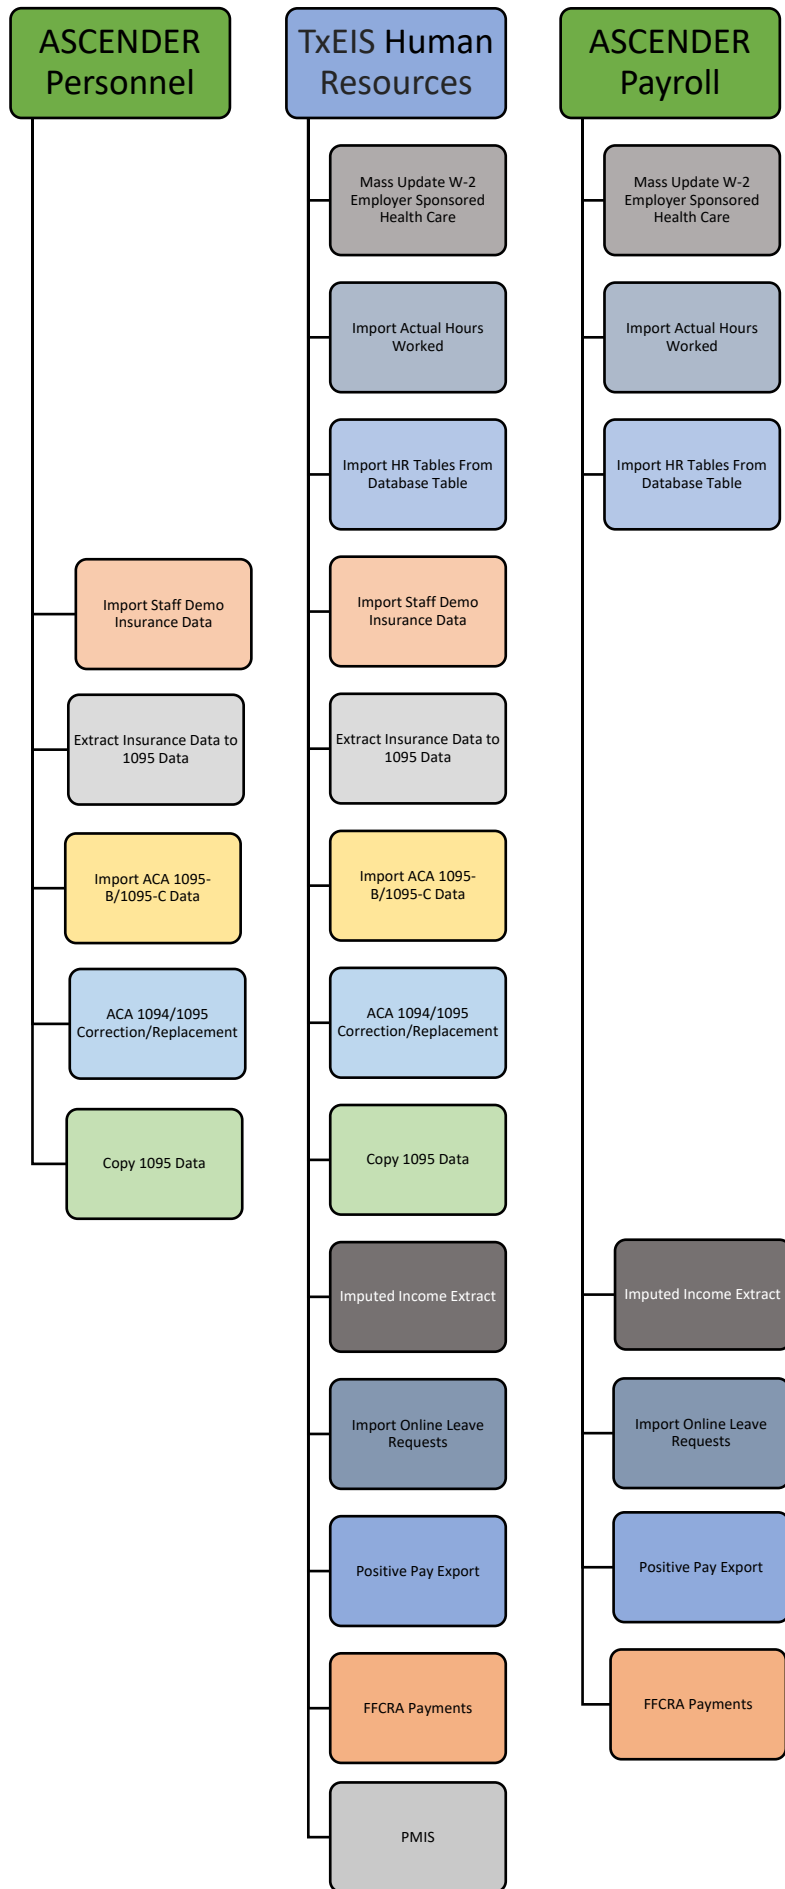 ASCENDER
Personnel
Import Staff Demo
Insurance Data
Extract Insurance Data to
1095 Data
Import ACA 1095-
B/1095-C Data
ACA 1094/1095
Correction/Replacement
Copy 1095 Data
TxEIS Human
Resources
Mass Update W-2
Employer Sponsored
Health Care
Import Actual Hours
Worked
Import HR Tables From
Database Table
Import Staff Demo
Insurance Data
Extract Insurance Data to
1095 Data
Import ACA 1095-
B/1095-C Data
ACA 1094/1095
Correction/Replacement
Copy 1095 Data
Imputed Income Extract
Import Online Leave
Requests
Positive Pay Export
FFCRA Payments
PMIS
ASCENDER
Payroll
Mass Update W-2
Employer Sponsored
Health Care
Import Actual Hours
Worked
Import HR Tables From
Database Table
Imputed Income Extract
Import Online Leave
Requests
Positive Pay Export
FFCRA Payments